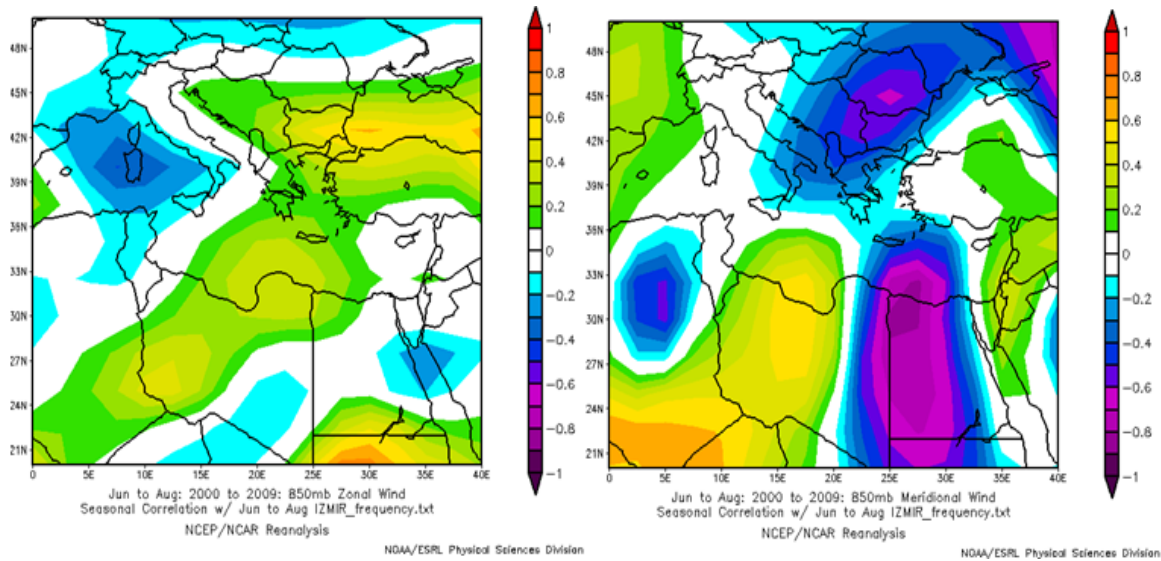 48N
45N
42N
39N
36N
33N
30N
27N
24N
21N
0 5E 10E 15E 20E 25E 30E 35E 40E
1
0.8
0.6
0.4
0.2
0
−0.2
−0.4
−0.6
−0.8
−1
Jun to Aug: 2000 to 2009: 850mb Zonal Wind
Seasonal Correlation w/ Jun to Aug IZMIR_frequency.txt
NCEP/NCAR Reanalysis
NOAA/ESRL Physical Sciences Division
48N
45N
42N
39N
36N
33N
30N
27N
24N
21N
0 5E 10E 15E 20E 25E 30E 35E 40E
1
0.8
0.6
0.4
0.2
0
−0.2
−0.4
−0.6
−0.8
−1
Jun to Aug: 2000 to 2009: 850mb Meridional Wind
Seasonal Correlation w/ Jun to Aug IZMIR_frequency.txt
NCEP/NCAR Reanalysis
NOAA/ESRL Physical Sciences Division